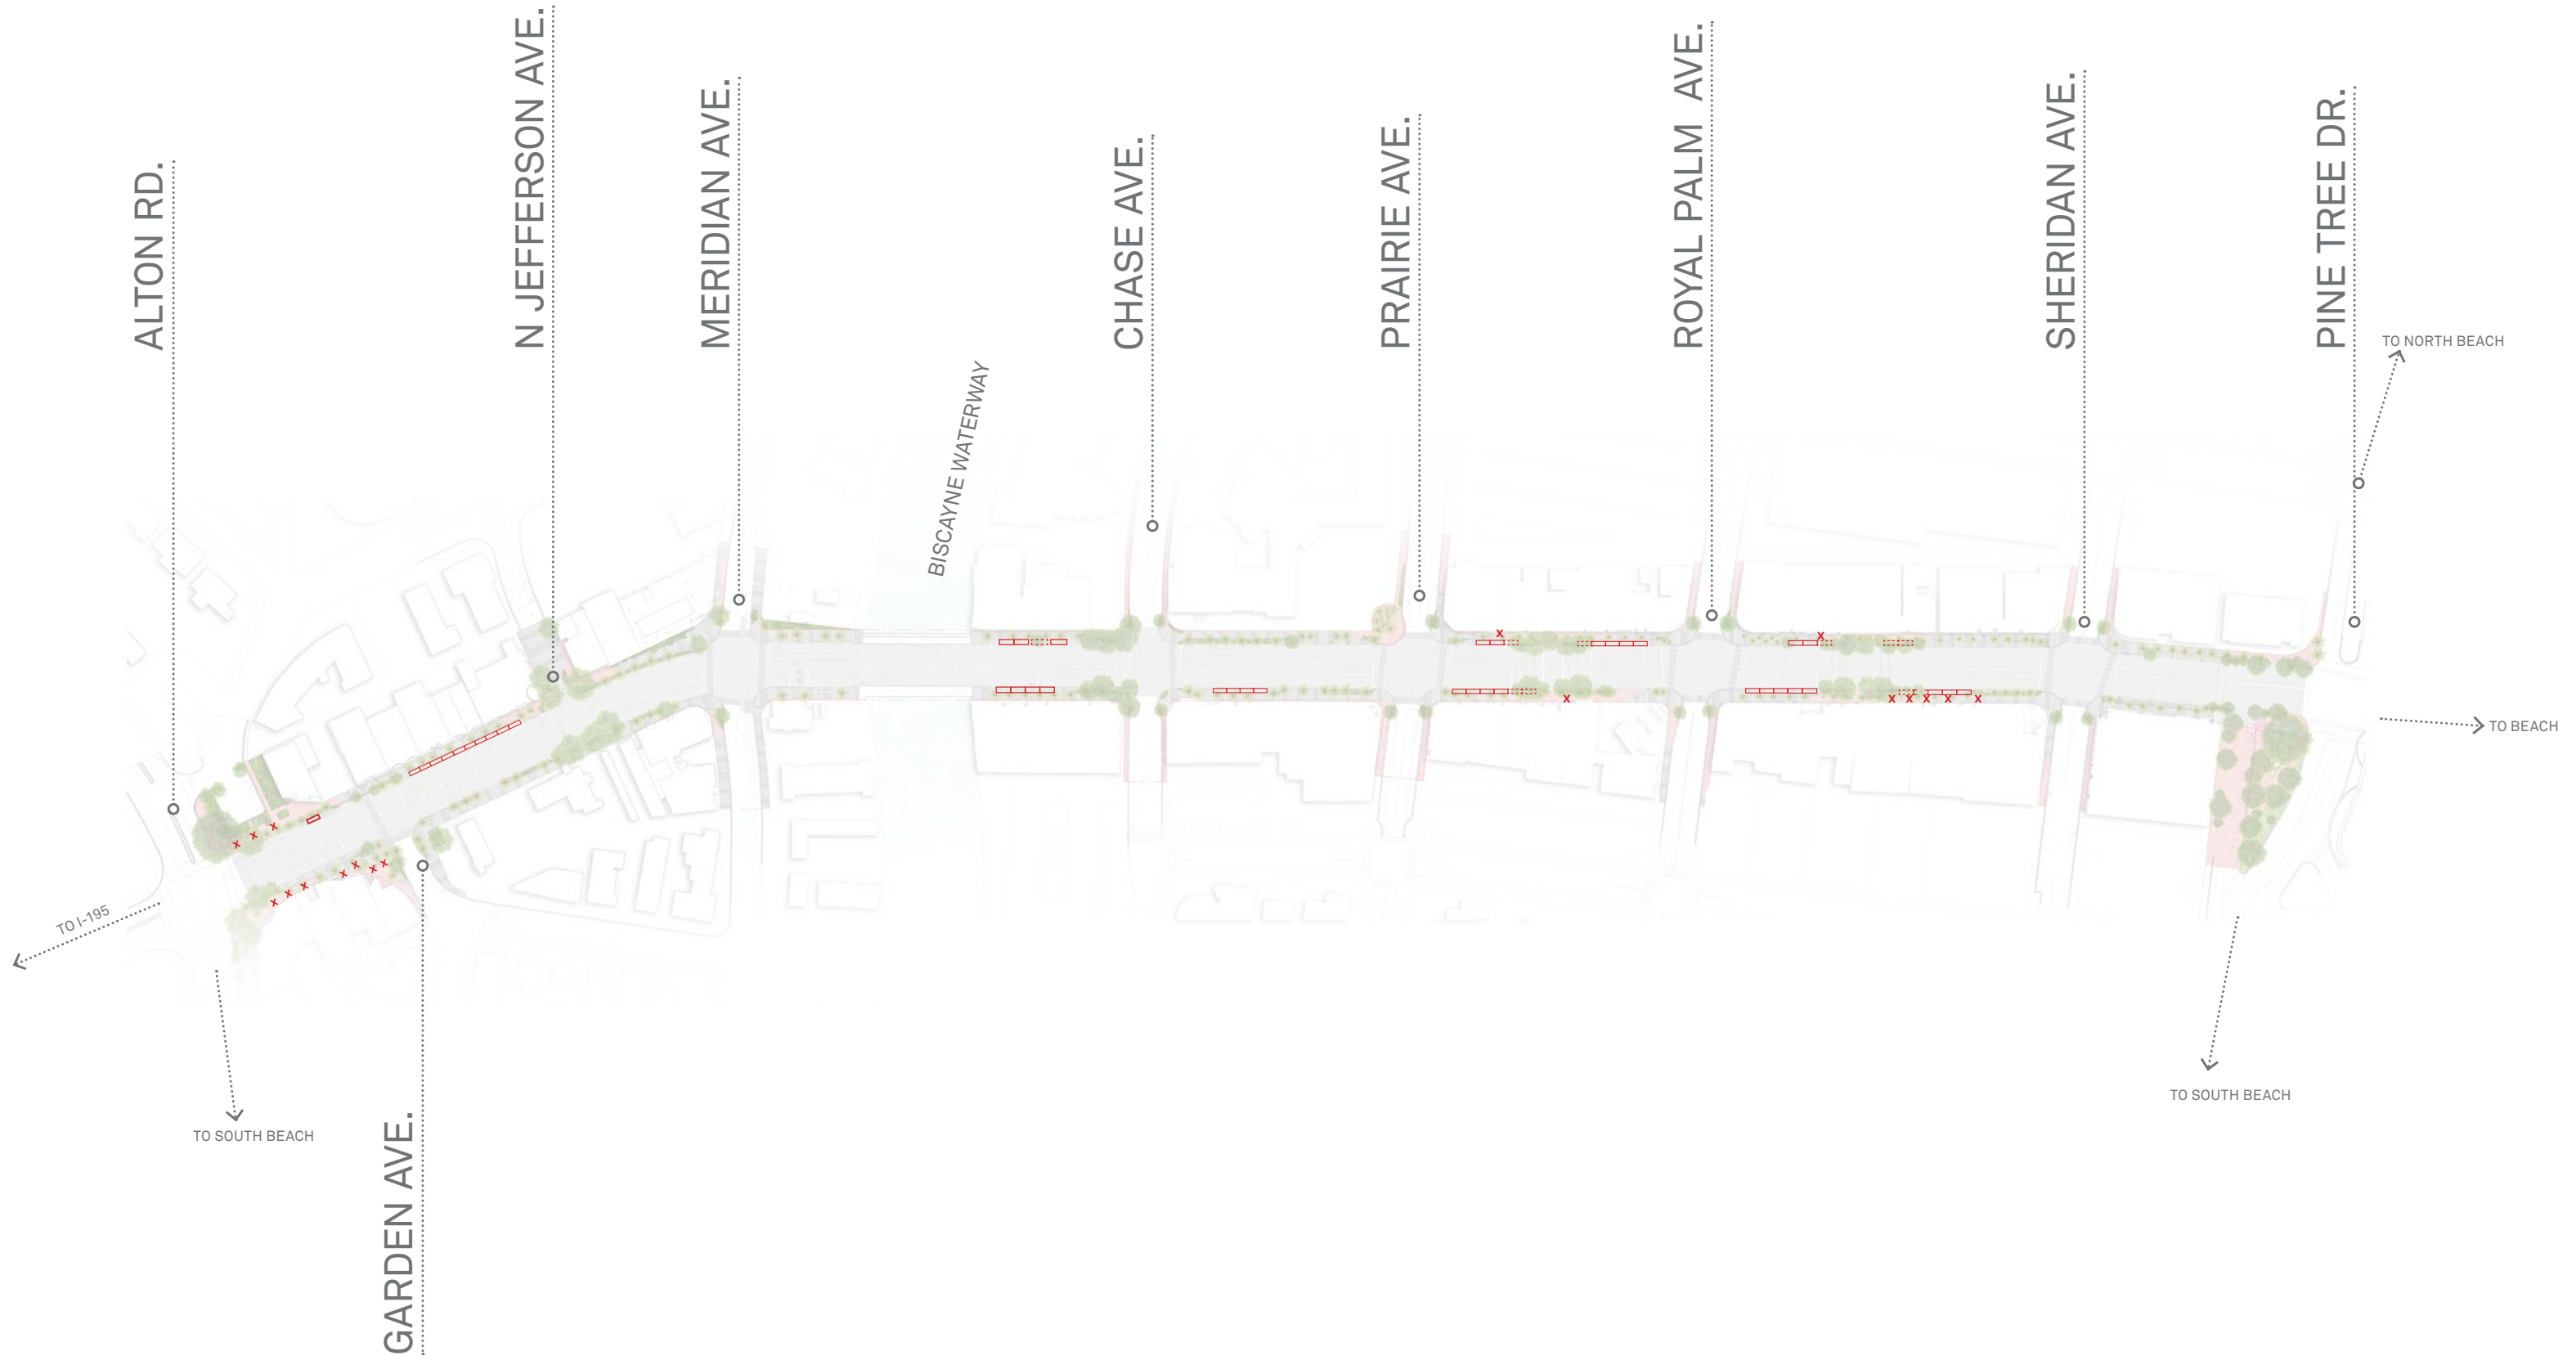 ALTON RD.
N JEFFERSON AVE.
MERIDIAN AVE.
BISCAYNE WATERWAY
CHASE AVE.
PRAIRIE AVE.
ROYAL PALM AVE.
SHERIDAN AVE.
PINE TREE DR.
TO NORTH BEACH
TO BEACH
TO I-195
TO SOUTH BEACH
GARDEN AVE.
TO SOUTH BEACH